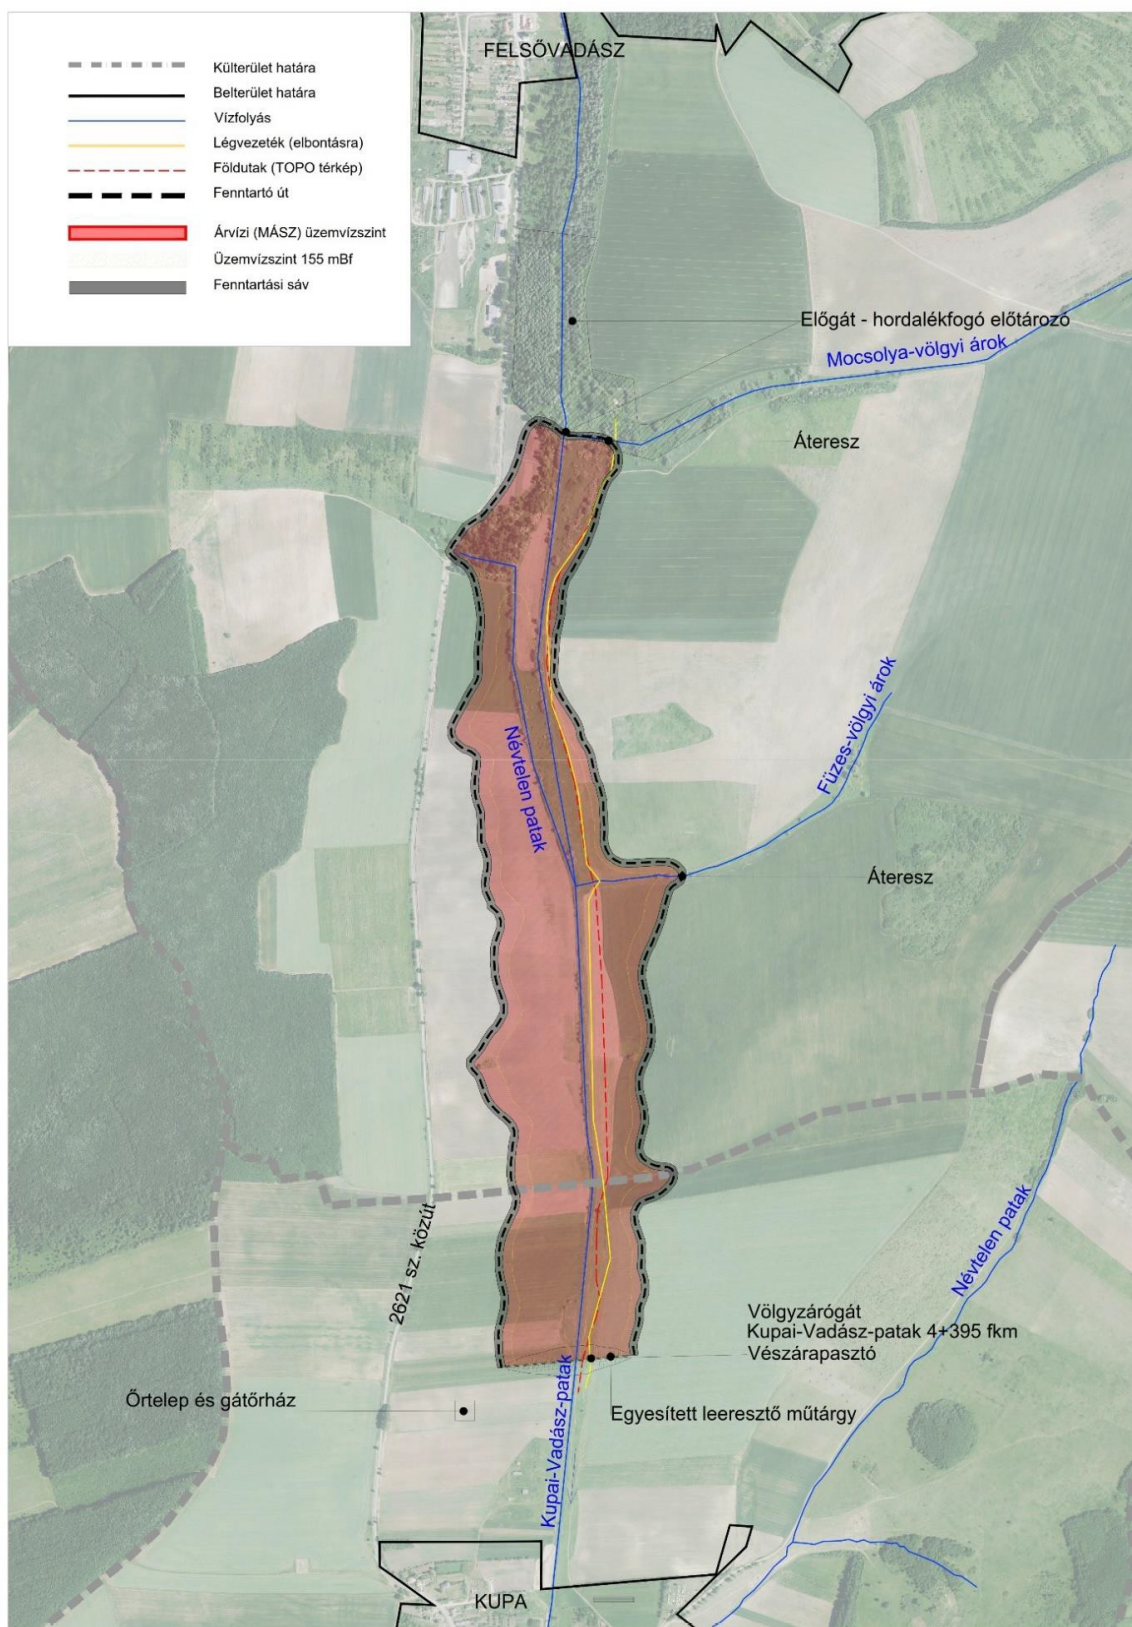 FELSŐVADÁSZ
Külterület határa
Belterület határa
Vízfolyás
Légvezeték (elbontásra)
Földutak (TOPO térkép)
Fenntartó út
Árvízi (MÁSZ) üzemvízszint
Üzemvízszint 155 mBf
Fenntartási sáv
Előgát - hordalékfogó előtározó
Mocsolya-völgyi árok
Áteresz
Füzes-völgyi árok
Névtelen patak
Áteresz
Névtelen patak
2621 sz. közút
Völgyzárógát
Kupai-Vadász-patak 4+395 fkm
Vészárapasztó
Őrtelep és gátőrház
Egyesített leeresztő műtárgy
Kupai-Vadász-patak
KUPA